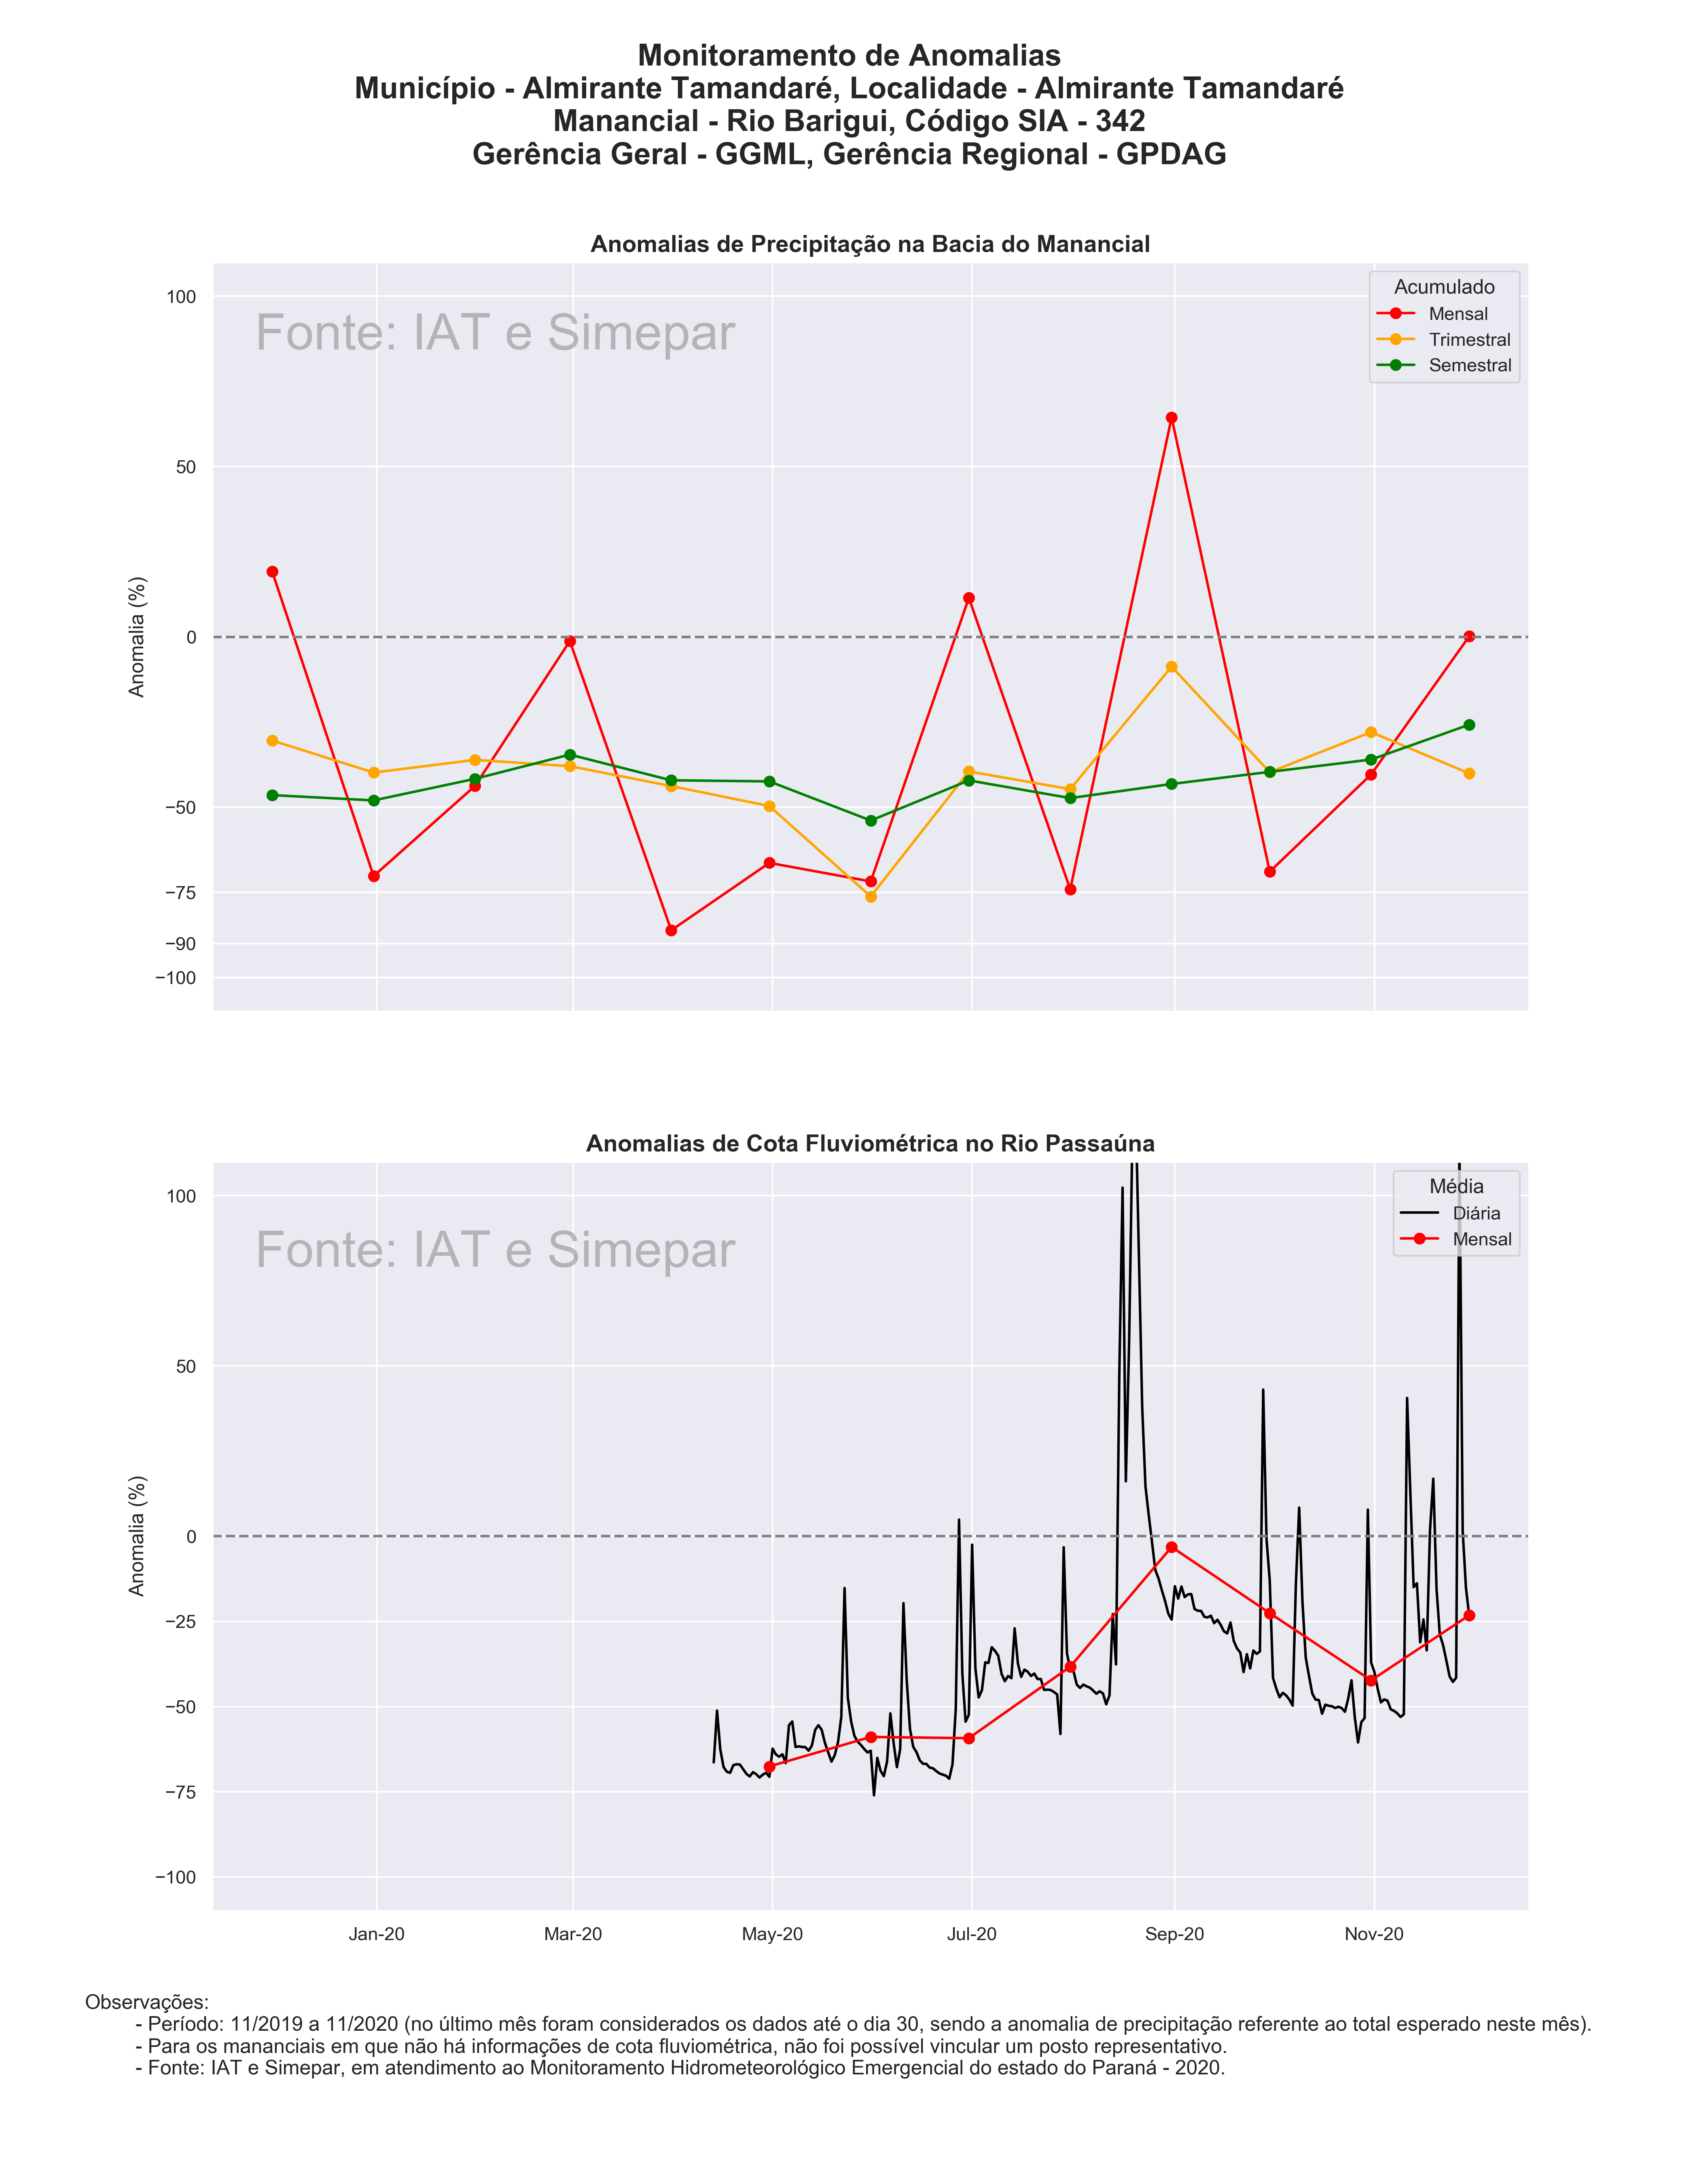 Monitoramento de Anomalias
Município - Almirante Tamandaré, Localidade - Almirante Tamandaré
Manancial - Rio Barigui, Código SIA - 342
Gerência Geral - GGML, Gerência Regional - GPDAG
Anomalias de Precipitação na Bacia do Manancial
Fonte: IAT e Simepar
Acumulado
Mensal
Trimestral
Semestral
Anomalia (%)
100
50
0
−50
−75
−90
−100
Anomalias de Cota Fluviométrica no Rio Passaúna
Fonte: IAT e Simepar
Média
Diária
Mensal
Anomalia (%)
100
50
0
−25
−50
−75
−100
Jan-20 Mar-20 May-20 Jul-20 Sep-20 Nov-20
Observações:
- Período: 11/2019 a 11/2020 (no último mês foram considerados os dados até o dia 30, sendo a anomalia de precipitação referente ao total esperado neste mês).
- Para os mananciais em que não há informações de cota fluviométrica, não foi possível vincular um posto representativo.
- Fonte: IAT e Simepar, em atendimento ao Monitoramento Hidrometeorológico Emergencial do estado do Paraná - 2020.